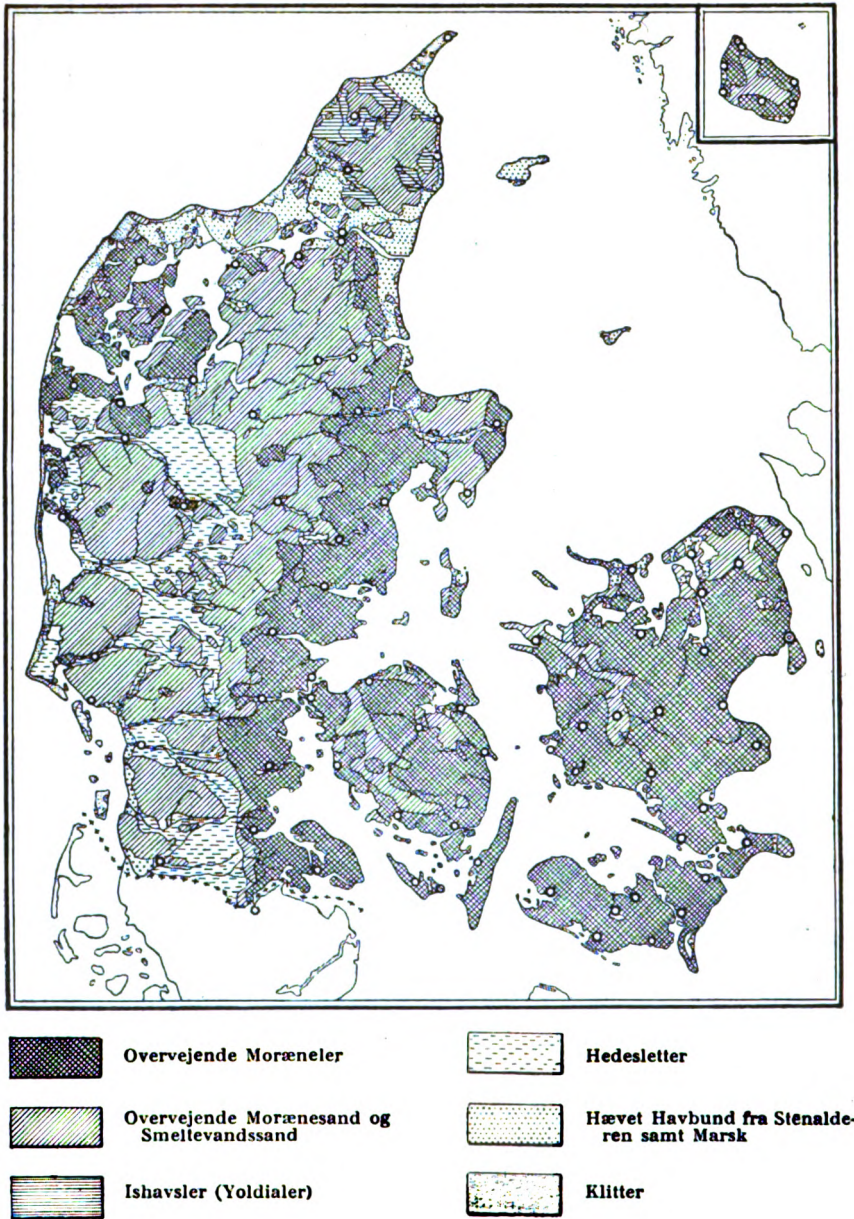 Overvejende Moræneler
Overvejende Morænesand og
Smeltevandssand
Ishavsler (Yoldialer)
Hedesletter
Hævet Havbund fra Stenalde-
ren samt Marsk
Klitter